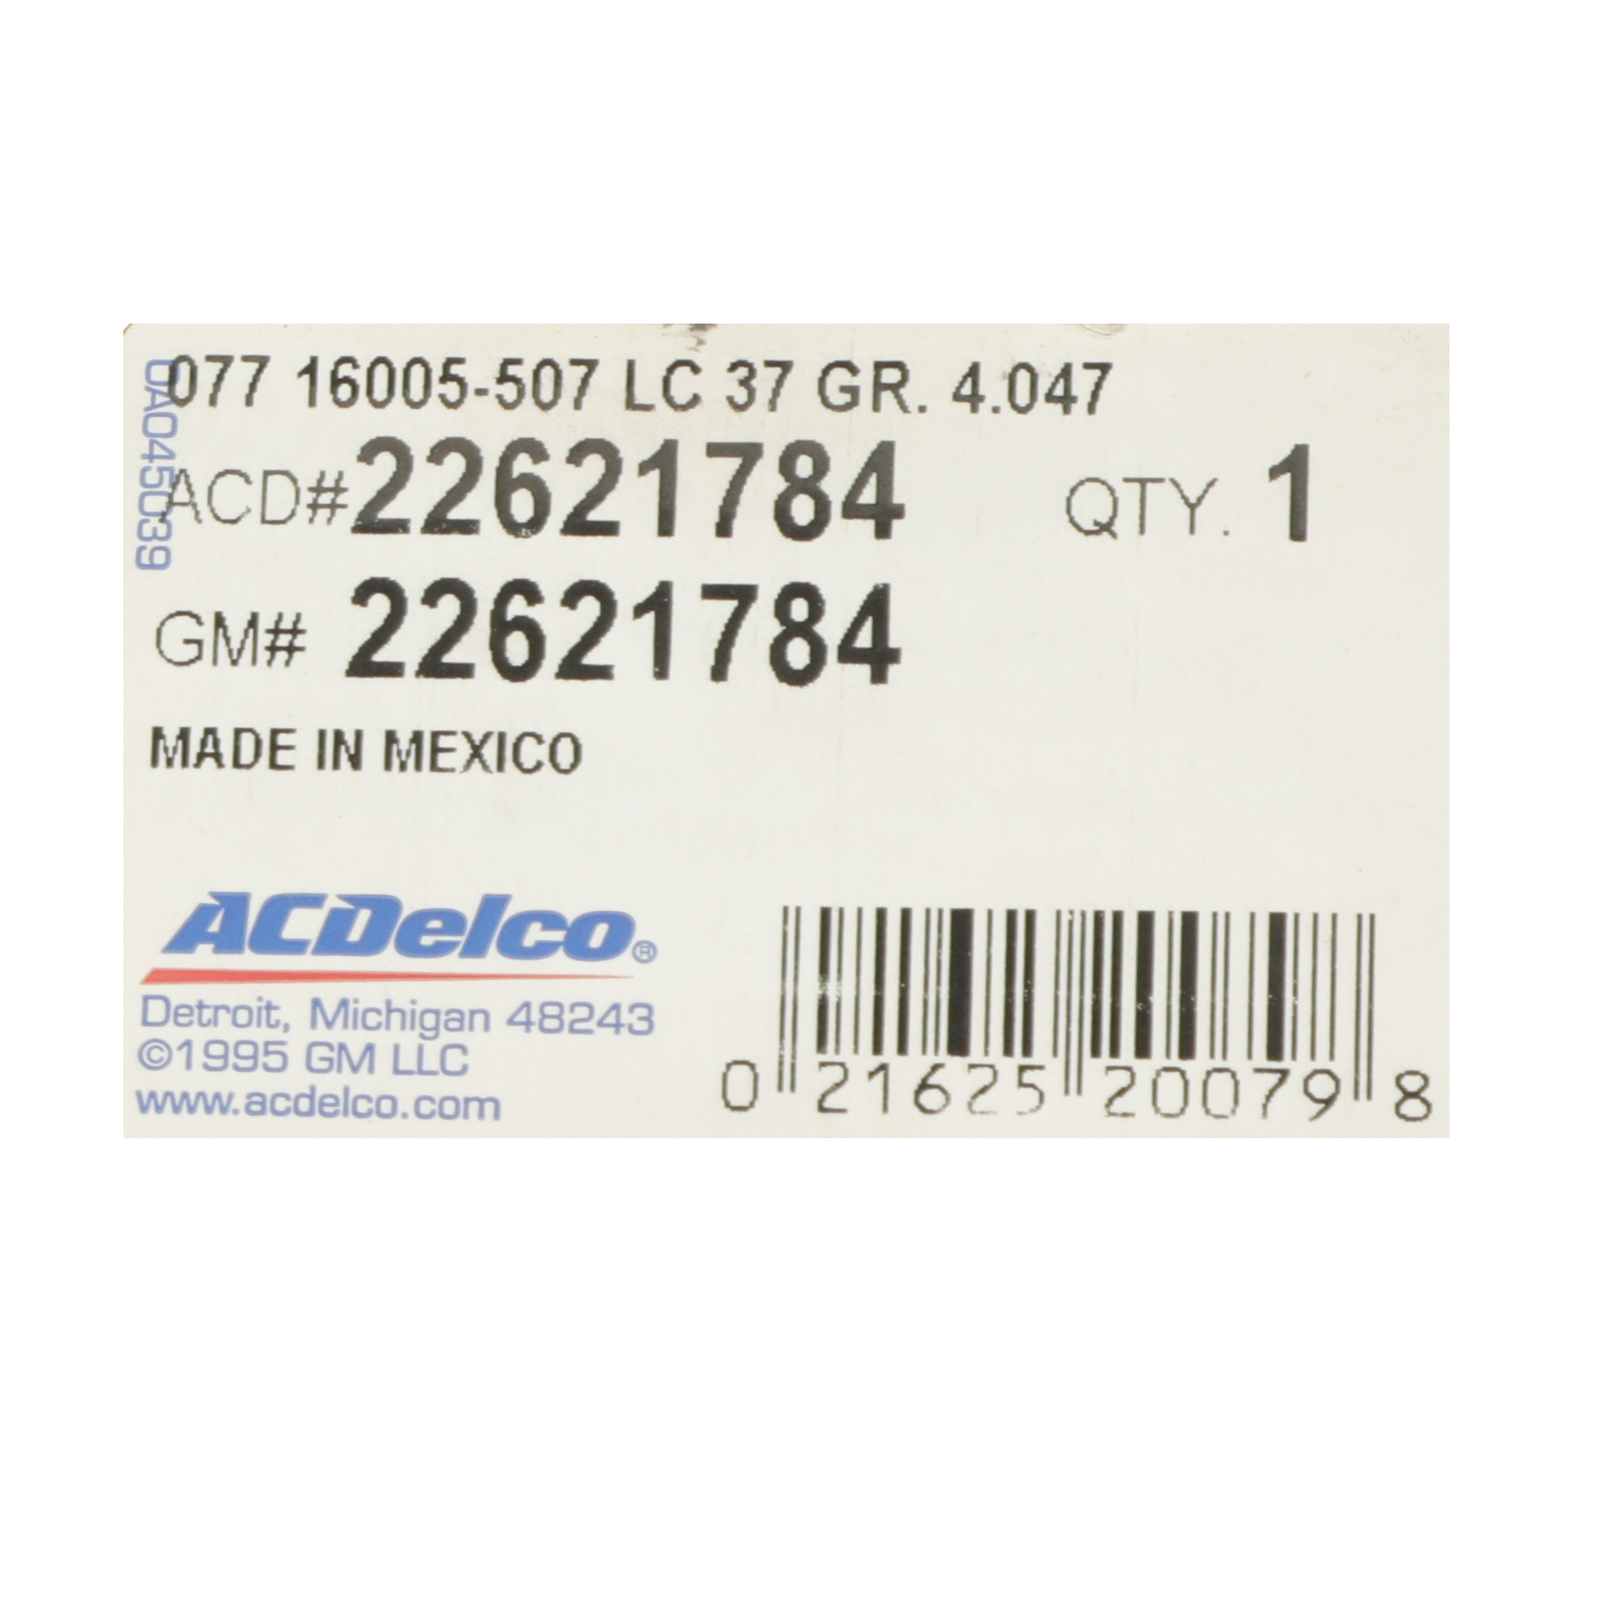 077 16005-507 LC 37 GR. 4.047
0A045039
ACD# 22621784 QTY. 1
GM# 22621784
MADE IN MEXICO
ACDelco®
Detroit, Michigan 48243
©1995 GM LLC
www.acdelco.com
0 21625 20079 8